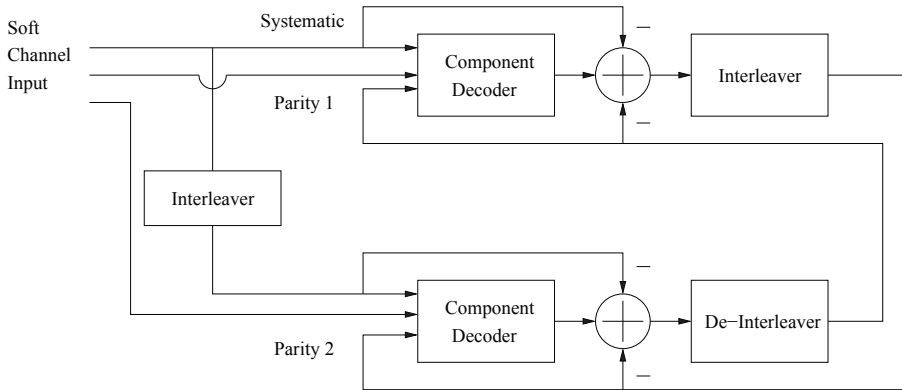 Soft
Channel
Input
Systematic
Parity 1
Component
Decoder
−
−
Interleaver
Interleaver
Parity 2
Component
Decoder
−
−
De−Interleaver